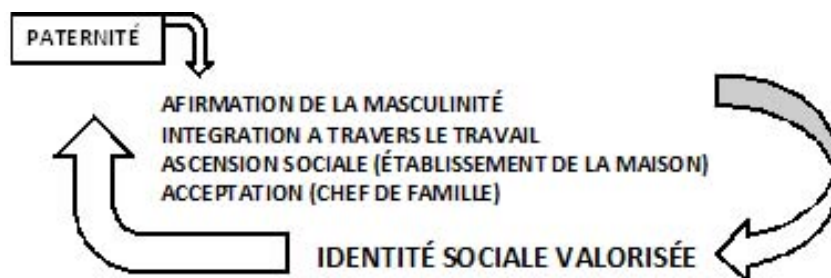 PATERNITÉ
AFIRMATION DE LA MASCULINITÉ
INTEGRATION A TRAVERS LE TRAVAIL
ASCENSION SOCIALE (ÉTABLISSEMENT DE LA MAISON)
ACCEPTATION (CHEF DE FAMILLE)
IDENTITÉ SOCIALE VALORISÉE